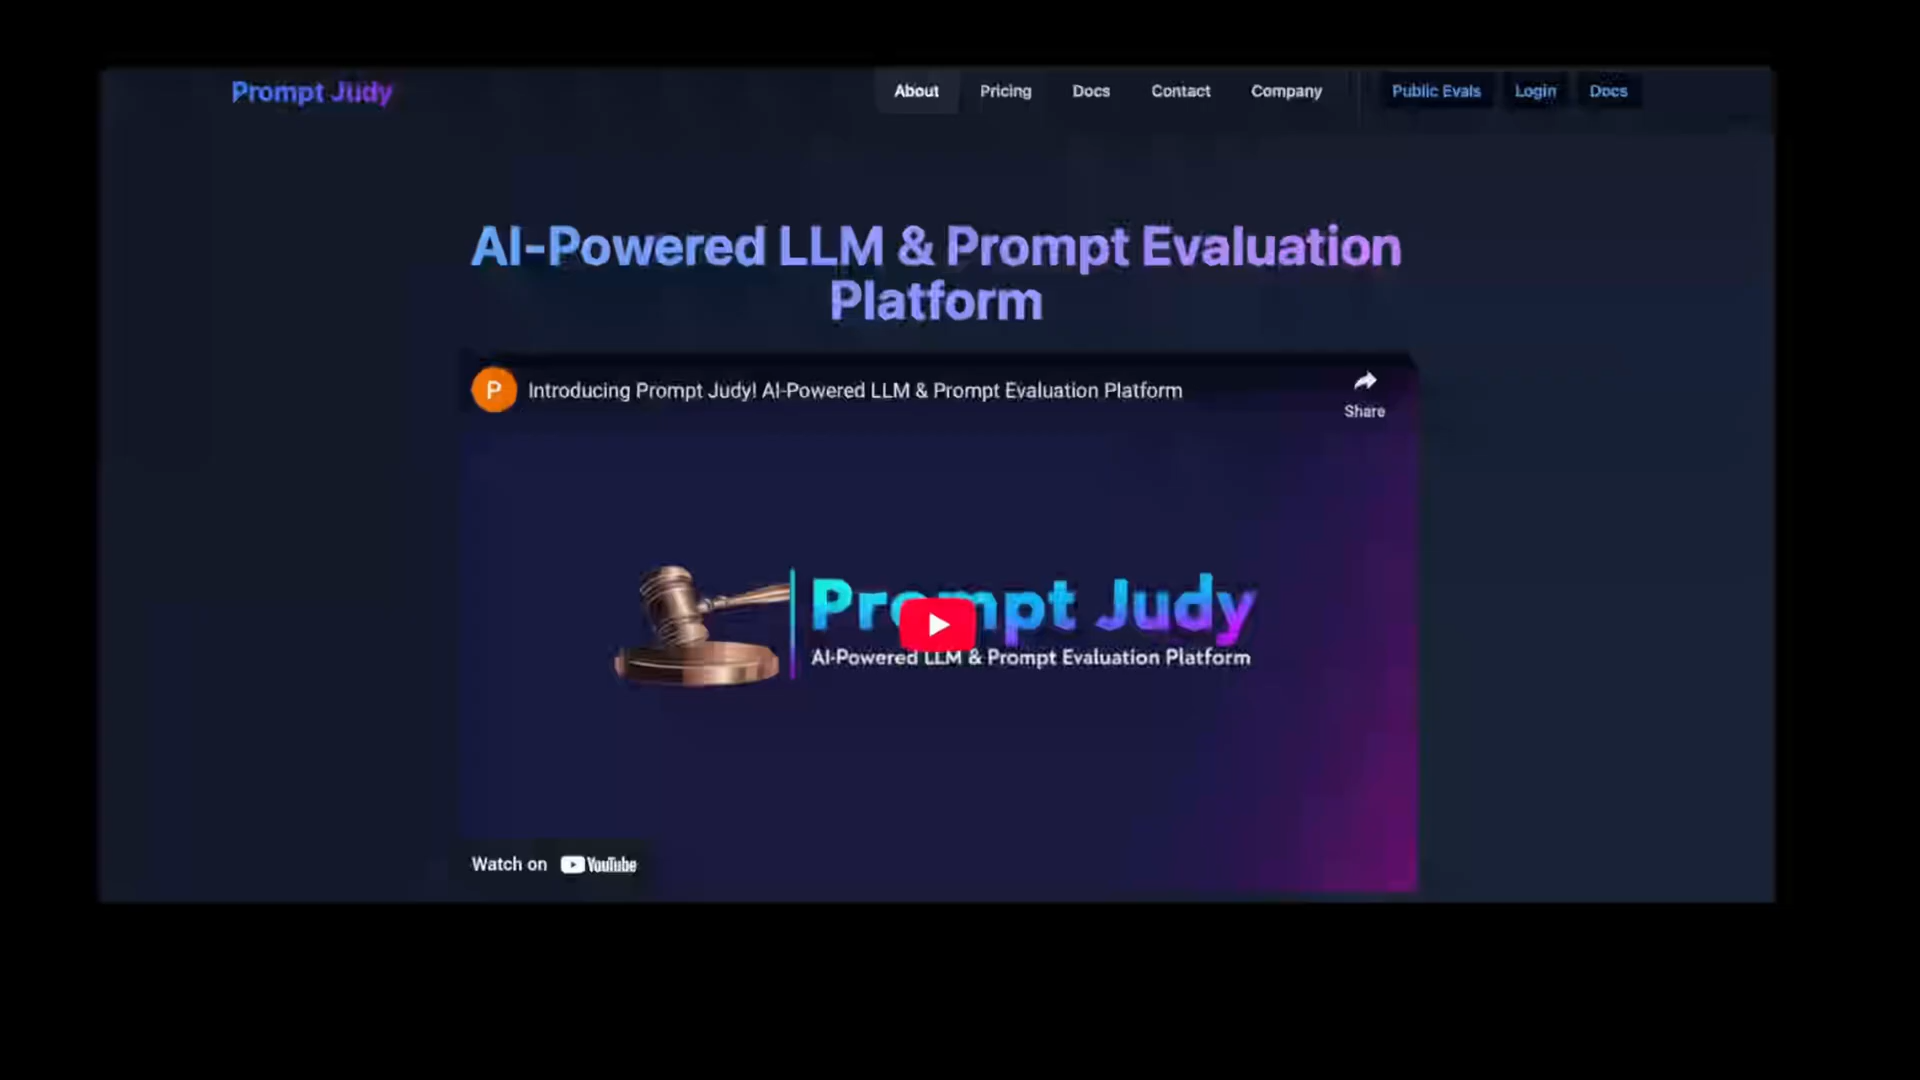 Prompt Judy
About Pricing Docs Contact Company Public Evals Login Docs
AI-Powered LLM & Prompt Evaluation
Platform
P Introducing Prompt Judy! AI-Powered LLM & Prompt Evaluation Platform
Share
Prompt Judy
AI-Powered LLM & Prompt Evaluation Platform
Watch on YouTube